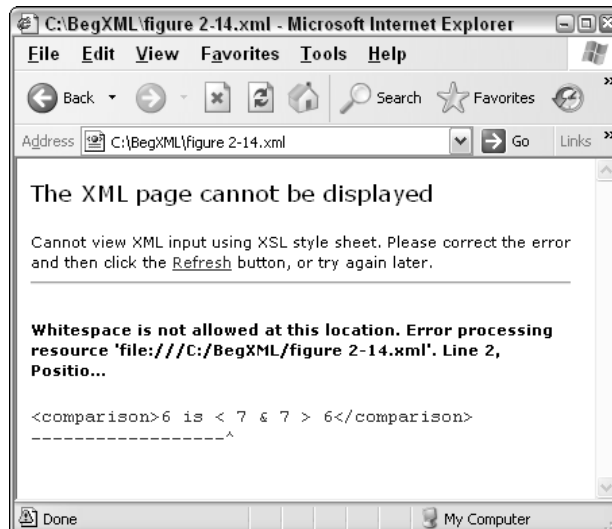 C:\BegXML\figure 2-14.xml - Microsoft Internet Explorer
File Edit View Favorites Tools Help
Back Search Favorites »
Address C:\BegXML\figure 2-14.xml Go Links »
The XML page cannot be displayed
Cannot view XML input using XSL style sheet. Please correct the error
and then click the Refresh button, or try again later.
Whitespace is not allowed at this location. Error processing
resource 'file:///C:/BegXML/figure 2-14.xml'. Line 2,
Positio...
<comparison>6 is < 7 & 7 > 6</comparison>
-------------------^
Done My Computer